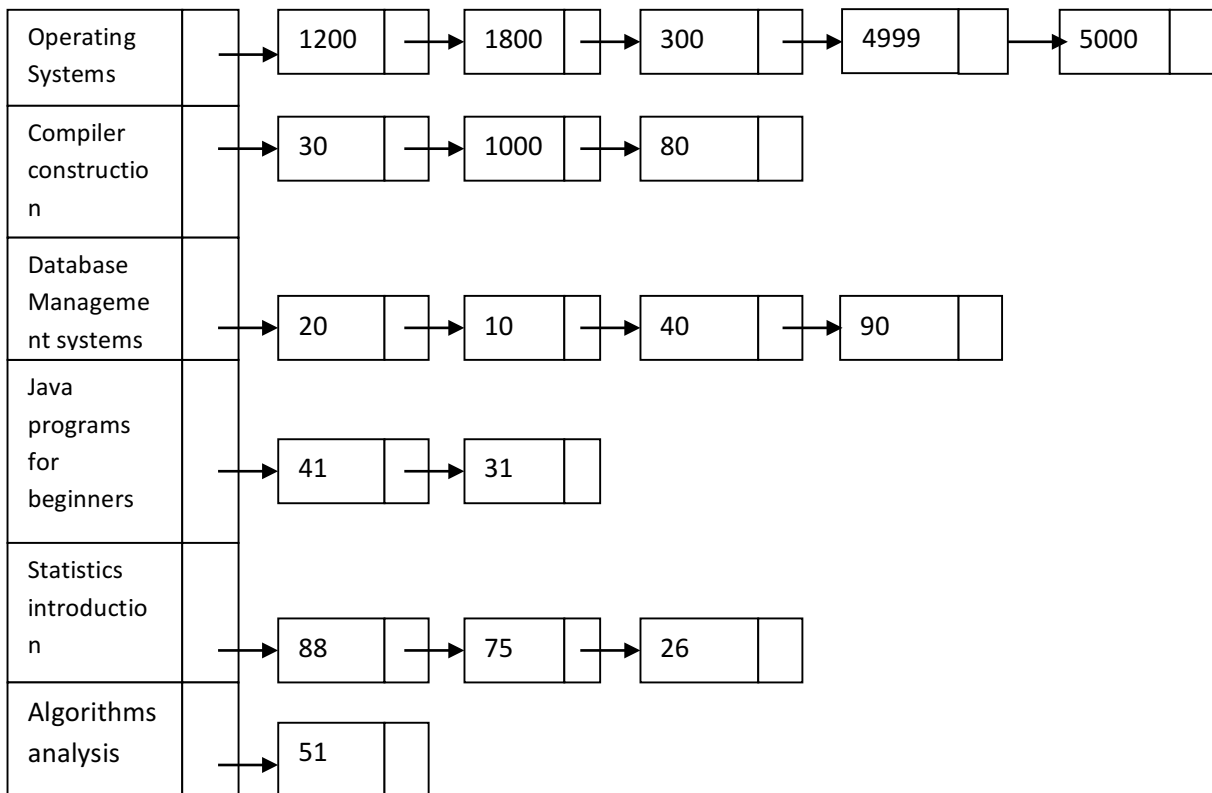 Operating
Systems
1200 1800 300 4999 5000
Compiler
constructio
n
30 1000 80
Database
Manageme
nt systems
20 10 40 90
Java
programs
for
beginners
41 31
Statistics
introductio
n
88 75 26
Algorithms
analysis
51